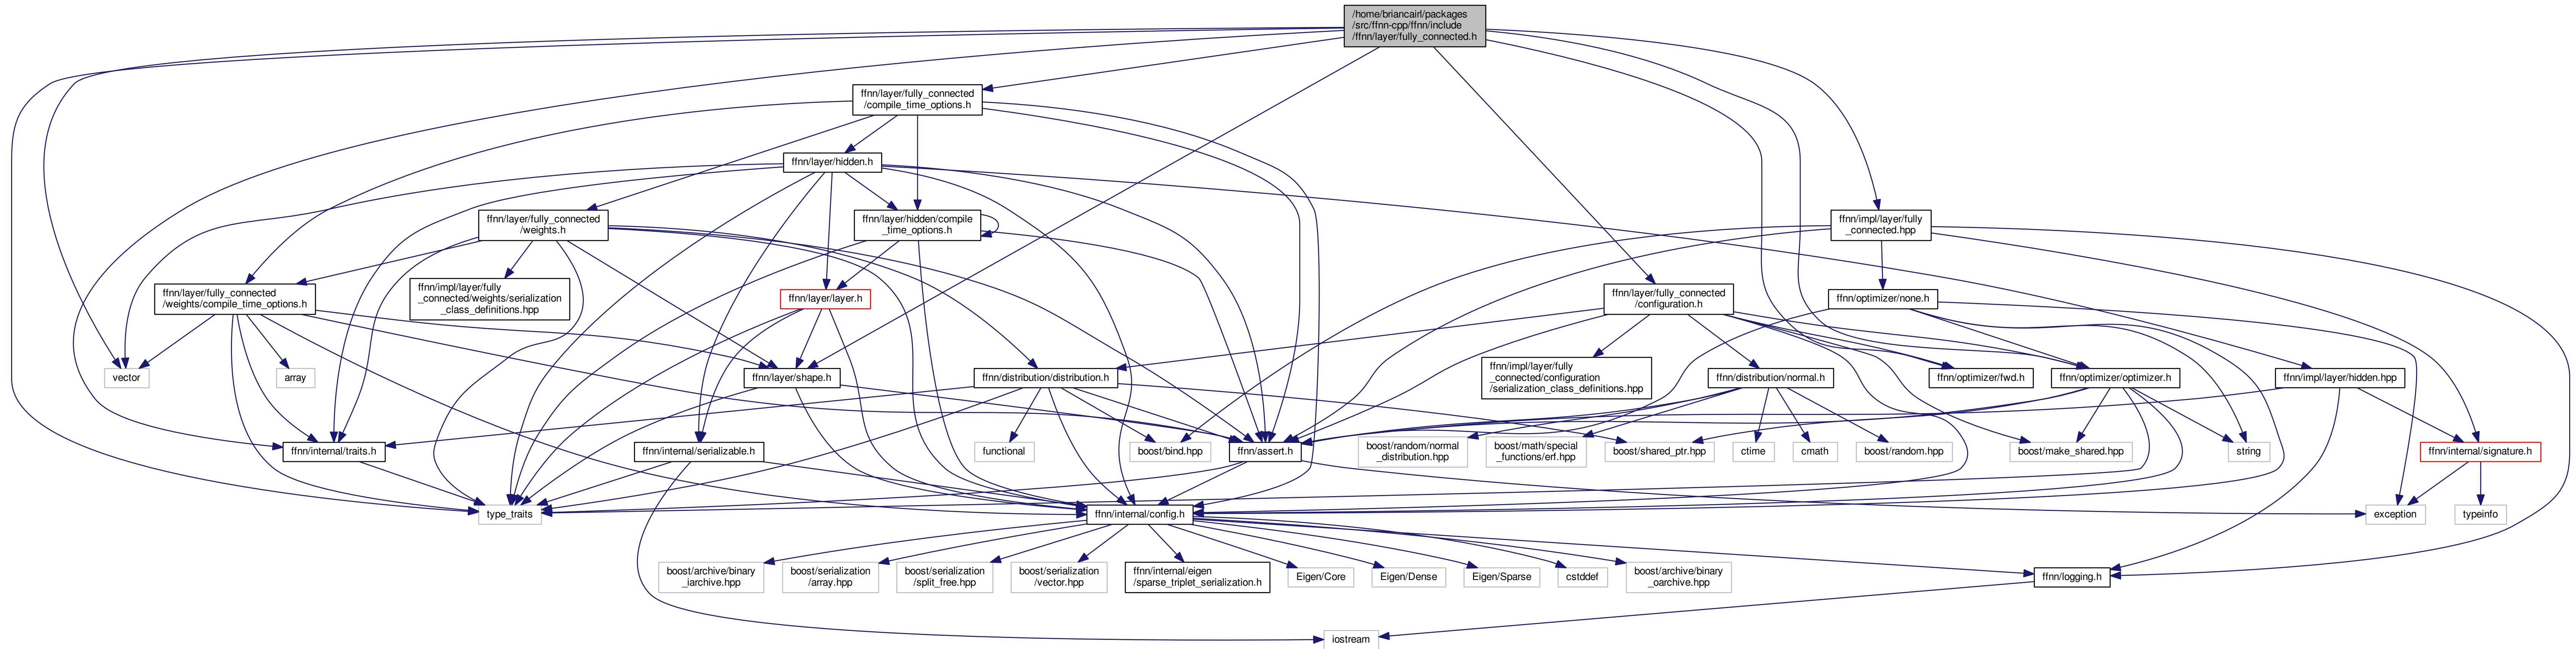 /home/briancairl/packages
/src/ffnn-cpp/ffnn/include
/ffnn/layer/fully_connected.h
ffnn/layer/fully_connected
/compile_time_options.h
ffnn/layer/hidden.h
ffnn/layer/fully_connected
/weights.h
ffnn/layer/hidden/compile
_time_options.h
ffnn/impl/layer/fully
_connected.hpp
ffnn/layer/fully_connected
/weights/compile_time_options.h
ffnn/impl/layer/fully
_connected/weights/serialization
_class_definitions.hpp
ffnn/layer/layer.h
ffnn/layer/fully_connected
/configuration.h
ffnn/optimizer/none.h
vector
array
ffnn/layer/shape.h
ffnn/distribution/distribution.h
ffnn/impl/layer/fully
_connected/configuration
/serialization_class_definitions.hpp
ffnn/distribution/normal.h
ffnn/optimizer/fwd.h
ffnn/optimizer/optimizer.h
ffnn/impl/layer/hidden.hpp
ffnn/internal/traits.h
ffnn/internal/serializable.h
functional
boost/bind.hpp
ffnn/assert.h
boost/random/normal
_distribution.hpp
boost/math/special
_functions/erf.hpp
boost/shared_ptr.hpp
ctime
cmath
boost/random.hpp
boost/make_shared.hpp
string
ffnn/internal/signature.h
type_traits
ffnn/internal/config.h
exception
typeinfo
boost/archive/binary
_iarchive.hpp
boost/serialization
/array.hpp
boost/serialization
/split_free.hpp
boost/serialization
/vector.hpp
ffnn/internal/eigen
/sparse_triplet_serialization.h
Eigen/Core
Eigen/Dense
Eigen/Sparse
cstddef
boost/archive/binary
_oarchive.hpp
ffnn/logging.h
iostream